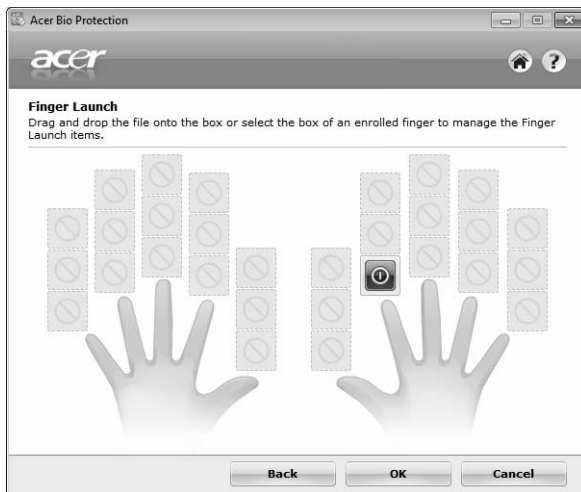 Acer Bio Protection
acer
?
Finger Launch
Drag and drop the file onto the box or select the box of an enrolled finger to manage the Finger
Launch items.
Back
OK
Cancel